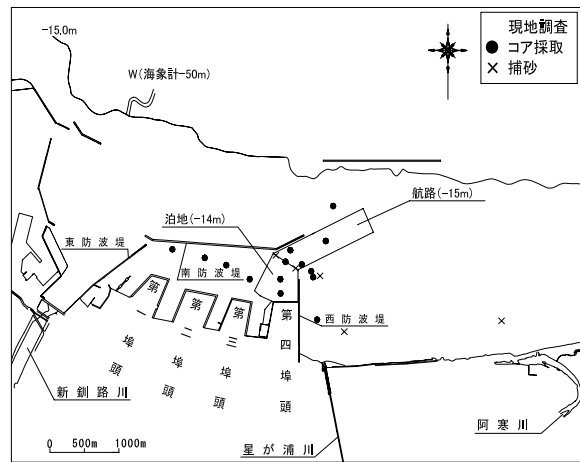 -15.0m
W(海象計-50m)
現地調査
● コア採取
× 捕砂
航路(-15m)
泊地(-14m)
東防波堤
南防波堤
西防波堤
第一埠頭
第二埠頭
第三埠頭
第四埠頭
新釧路川
星が浦川
阿寒川
0 500m 1000m